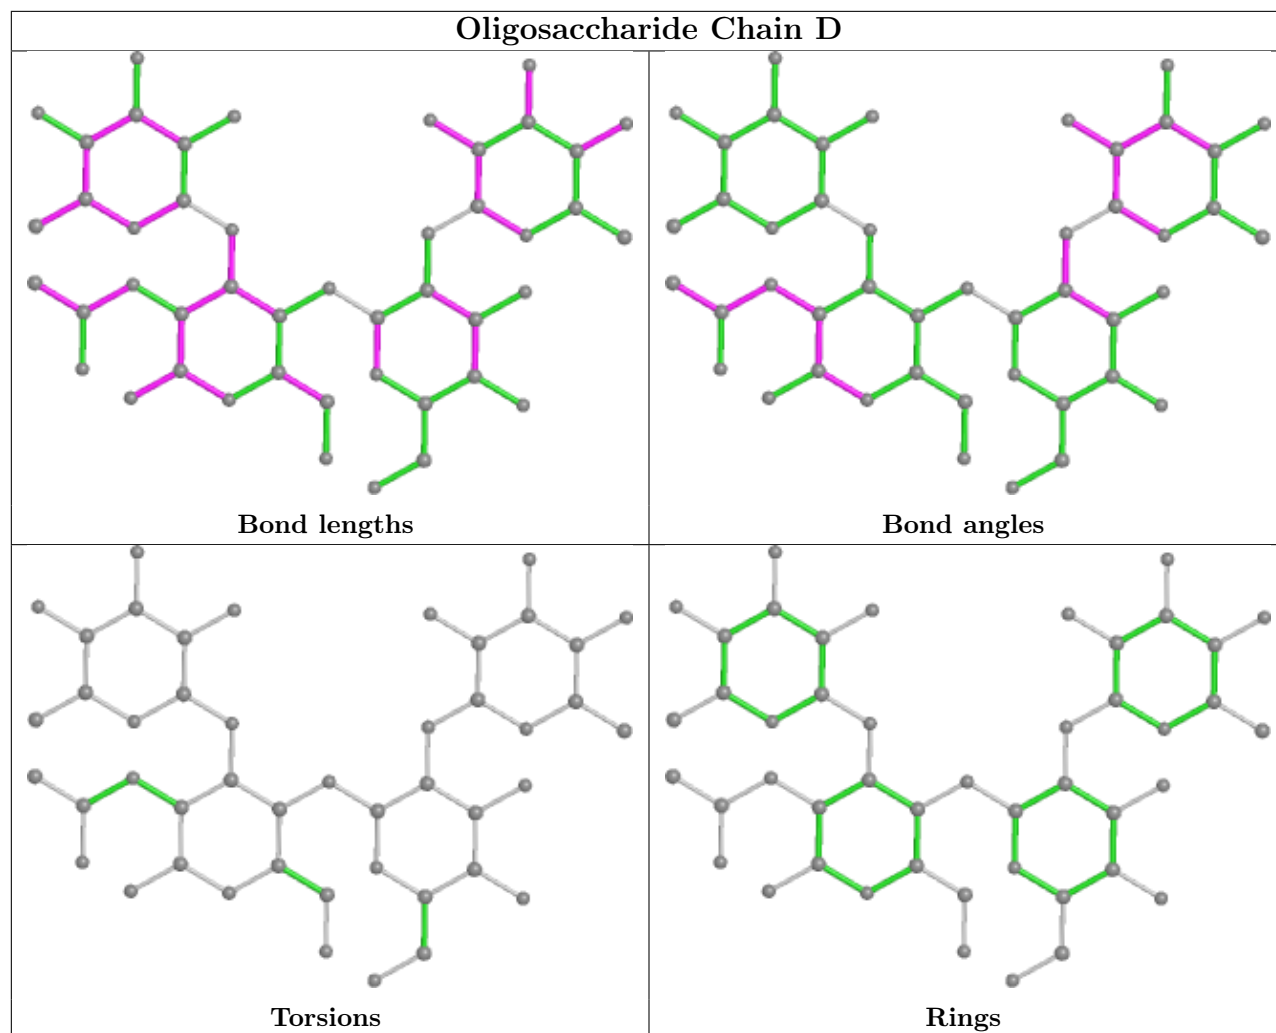 Oligosaccharide Chain D
Bond lengths
Bond angles
Torsions
Rings